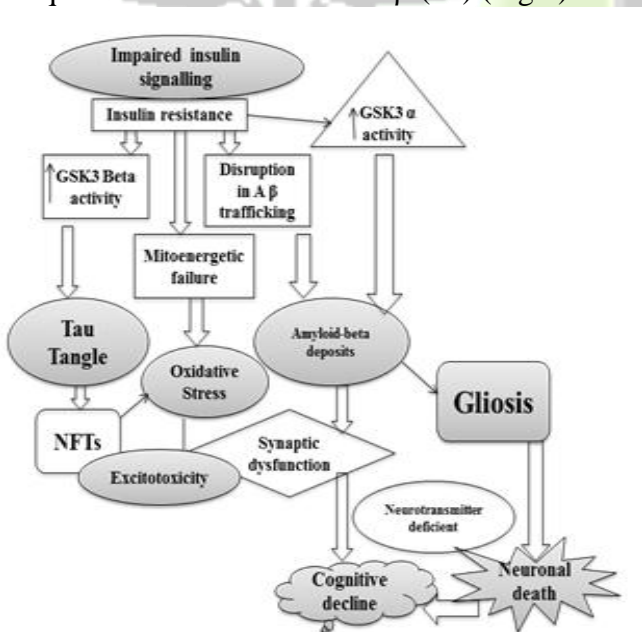 Impaired insulin
signalling
Insulin resistance
GSK3 α
activity
GSK3 Beta
activity
Disruption
in A β
trafficking
Mitoenergetic
failure
Tau
Tangle
Amyloid-beta
deposits
Oxidative
Stress
Gliosis
NFTs
Synaptic
dysfunction
Excitotoxicity
Neurotransmitter
deficient
Neuronal
death
Cognitive
decline